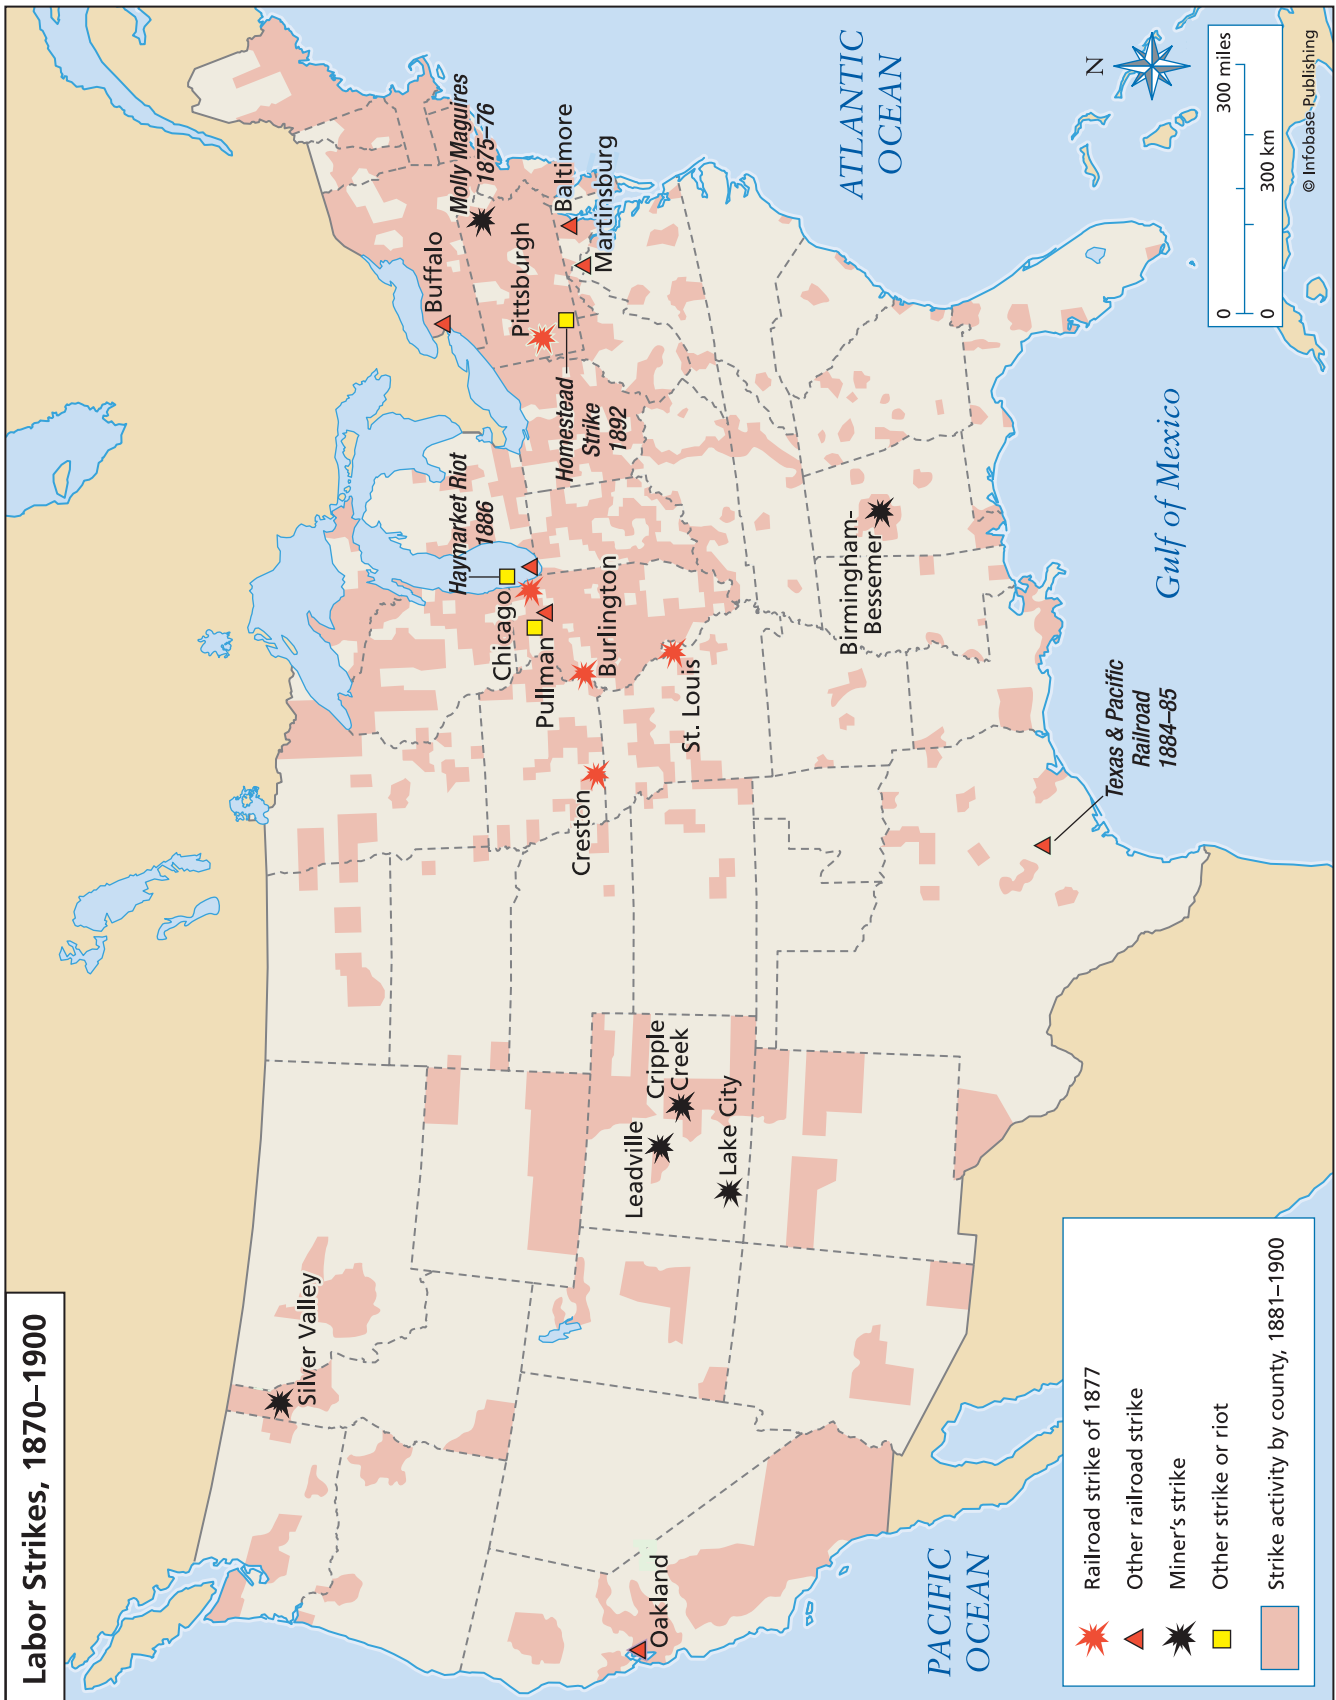 Labor Strikes, 1870–1900
Silver Valley
Oakland
Leadville
Cripple
Creek
Lake City
Creston
Burlington
St. Louis
Chicago
Pullman
Haymarket Riot
1886
Buffalo
Pittsburgh
Homestead
Strike
1892
Molly Maguires
1875–76
Baltimore
Martinsburg
Birmingham-
Bessemer
Texas & Pacific
Railroad
1884–85
PACIFIC
OCEAN
ATLANTIC
OCEAN
Gulf of Mexico
N
0
300 miles
0
300 km
© Infobase Publishing
Railroad strike of 1877
Other railroad strike
Miner's strike
Other strike or riot
Strike activity by county, 1881–1900